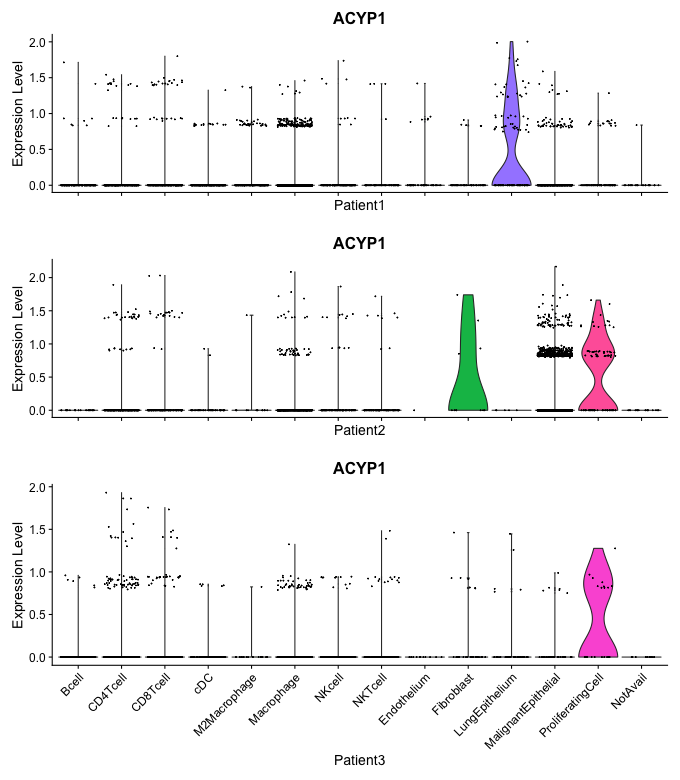 ACYP1
Expression Level
2.0
1.5
1.0
0.5
0.0
Patient1
ACYP1
Expression Level
2.0
1.5
1.0
0.5
0.0
Patient2
ACYP1
Expression Level
2.0
1.5
1.0
0.5
0.0
Bcell
CD4Tcell
CD8Tcell
cDC
M2Macrophage
Macrophage
NKcell
NKTcell
Endothelium
Fibroblast
LungEpithelium
MalignantEpithelial
ProliferatingCell
NotAvail
Patient3